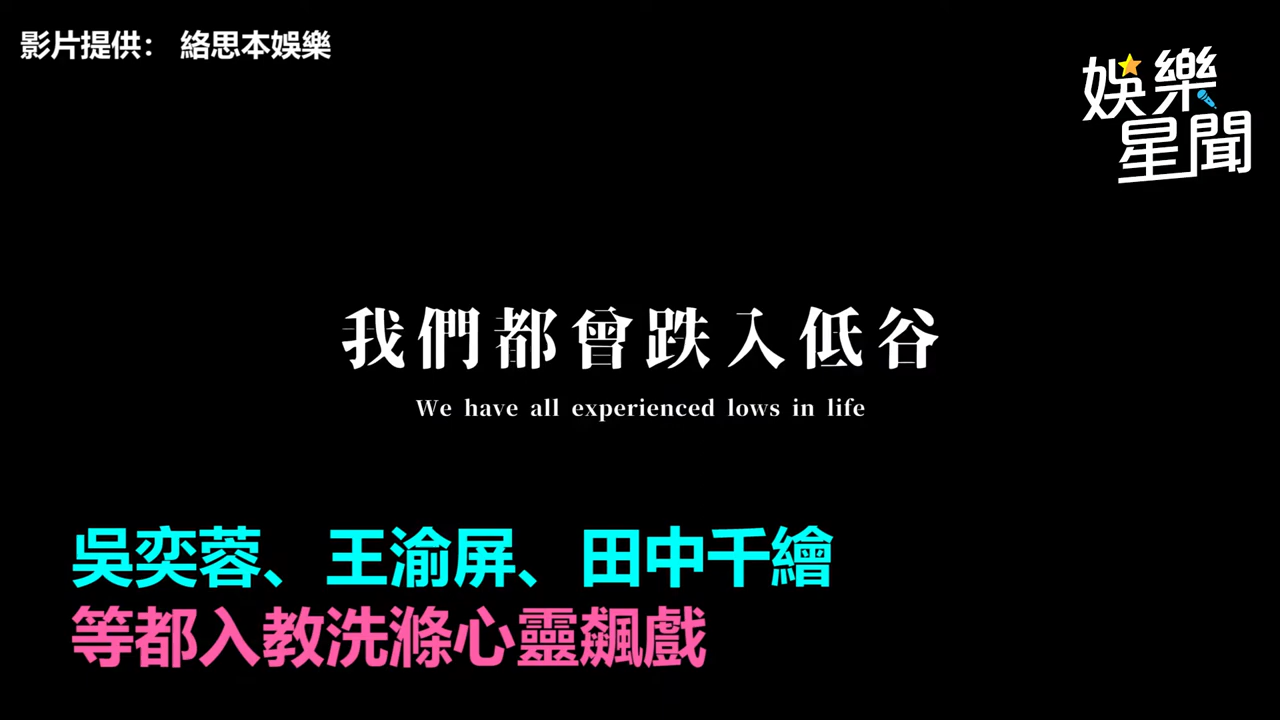 影片提供： 絡思本娛樂
娛樂
星聞
我們都曾跌入低谷
We have all experienced lows in life
吳奕蓉、王渝屏、田中千繪
等都入教洗滌心靈飆戲